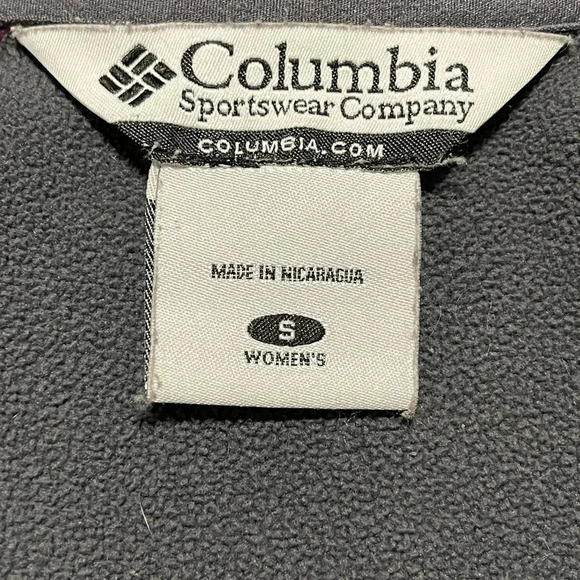 Columbia
Sportswear Company
COLUMBIA.COM
MADE IN NICARAGUA
S
WOMEN'S